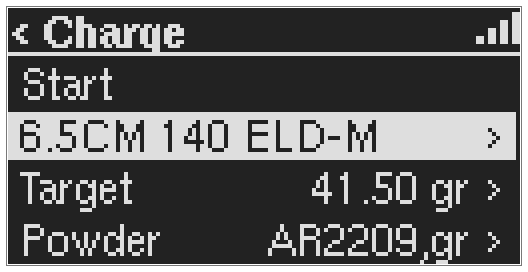 < Charge
Start
6.5CM 140 ELD-M >
Target 41.50 gr >
Powder AR2209,gr >